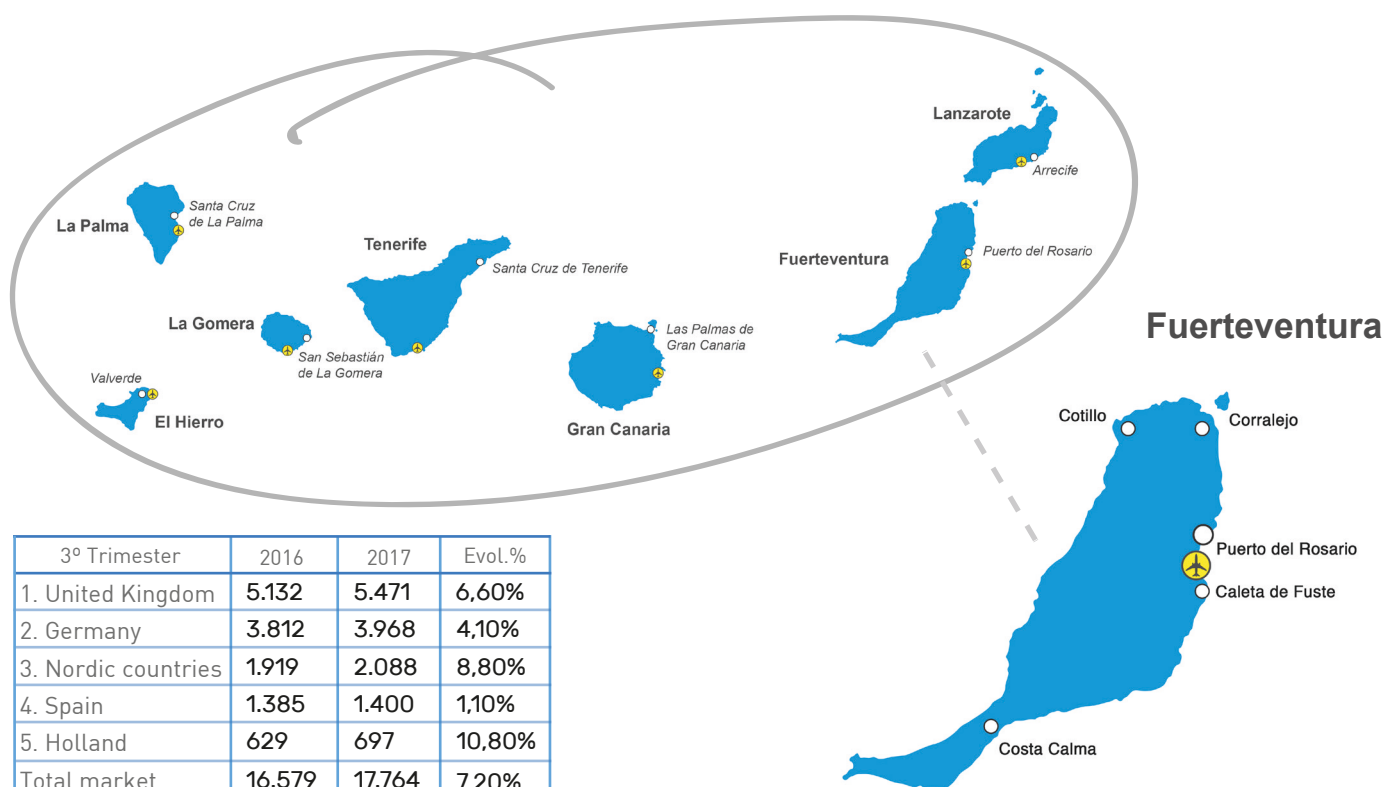 Lanzarote
Arrecife
La Palma
Santa Cruz
de La Palma
Tenerife
Santa Cruz de Tenerife
Fuerteventura
Puerto del Rosario
La Gomera
San Sebastián
de La Gomera
Las Palmas de
Gran Canaria
Valverde
El Hierro
Gran Canaria
Fuerteventura
Cotillo
Corralejo
Puerto del Rosario
Caleta de Fuste
Costa Calma
3º Trimester 2016 2017 Evol.%
1. United Kingdom 5.132 5.471 6,60%
2. Germany 3.812 3.968 4,10%
3. Nordic countries 1.919 2.088 8,80%
4. Spain 1.385 1.400 1,10%
5. Holland 629 697 10,80%
Total market 16.579 17.764 7,20%